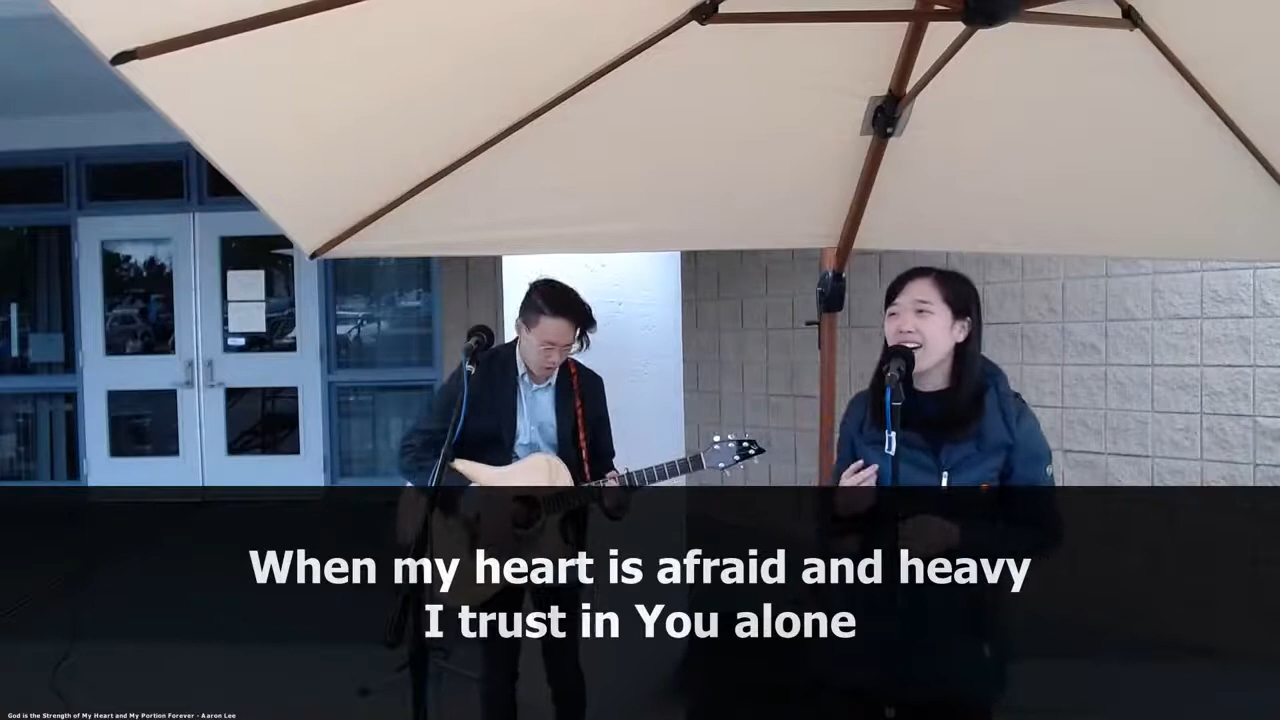 When my heart is afraid and heavy
I trust in You alone
God is the Strength of My Heart and My Portion Forever - Aaron Lee